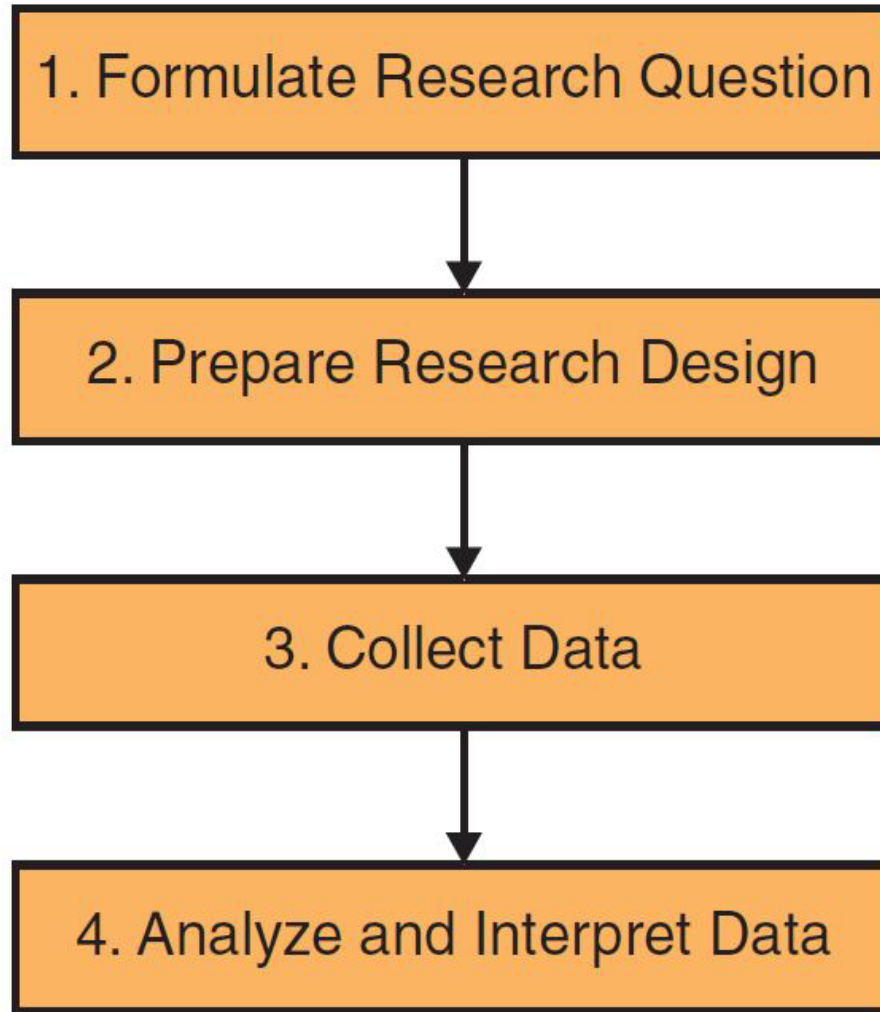 1. Formulate Research Question
2. Prepare Research Design
3. Collect Data
4. Analyze and Interpret Data